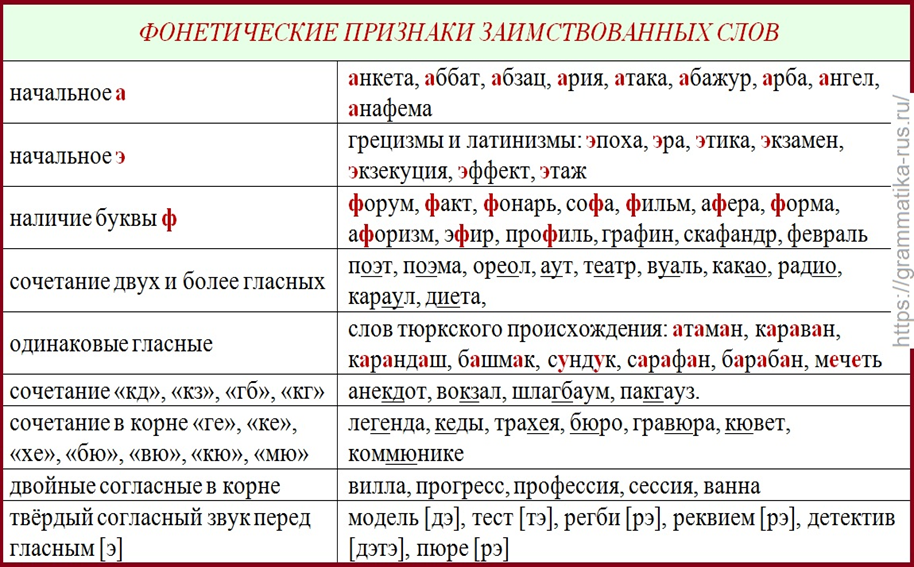 ФОНЕТИЧЕСКИЕ ПРИЗНАКИ ЗАИМСТВОВАННЫХ СЛОВ
начальное а
анкета, аббат, абзац, ария, атака, абажур, арба, ангел,
анафема
начальное э
грецизмы и латинизмы: эпоха, эра, этика, экзамен,
экзекуция, эффект, этаж
наличие буквы ф
форум, факт, фонарь, софа, фильм, афера, форма,
афоризм, эфир, профиль, графин, скафандр, февраль
сочетание двух и более гласных
поэт, поэма, ореол, аут, театр, вуаль, какао, радио,
караул, диета,
одинаковые гласные
слов тюркского происхождения: атаман, караван,
карандаш, башмак, сундук, сарафан, барабан, мечеть
сочетание «кд», «кз», «гб», «кг»
анекдот, вокзал, шлагбаум, пакгауз.
сочетание в корне «ге», «ке»,
«хе», «бю», «вю», «кю», «мю»
легенда, кеды, трахея, бюро, гравюра, кювет,
коммюнике
двойные согласные в корне
вилла, прогресс, профессия, сессия, ванна
твёрдый согласный звук перед
гласным [э]
модель [дэ], тест [тэ], регби [рэ], реквием [рэ], детектив
[дэтэ], пюре [рэ]
https://grammatika-rus.ru/